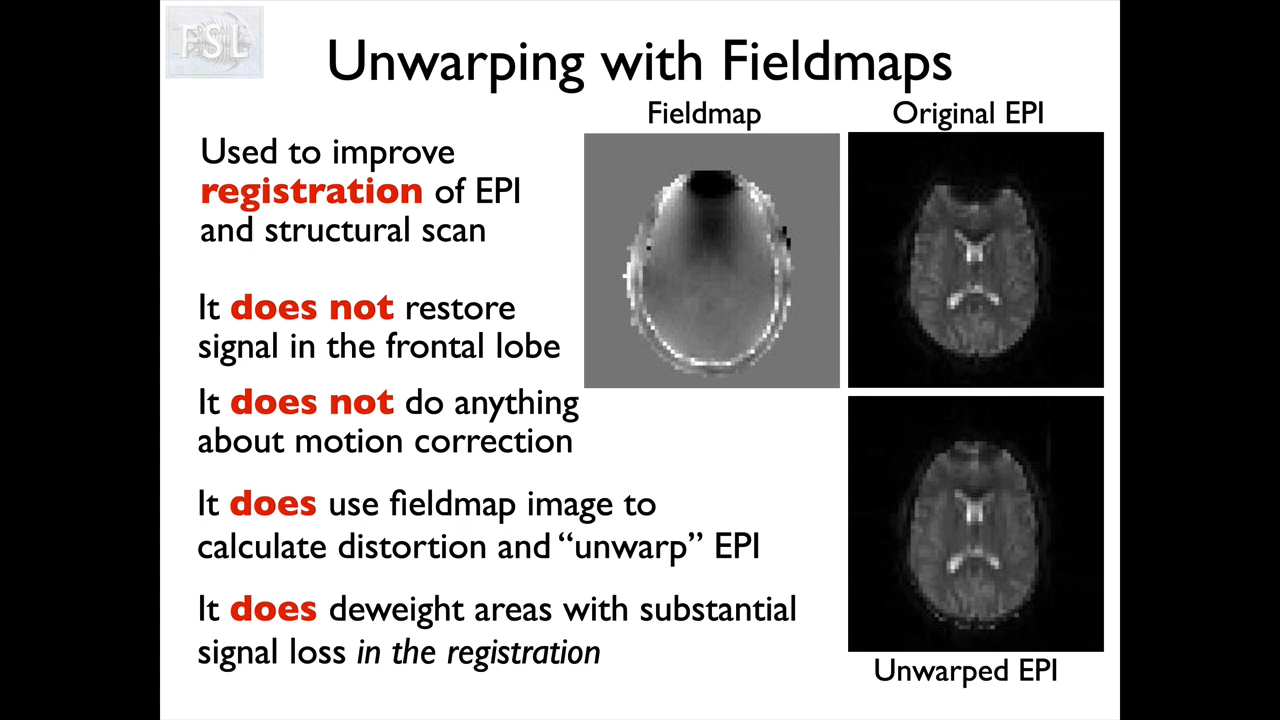 FSL
Unwarping with Fieldmaps
Fieldmap
Original EPI
Used to improve
registration of EPI
and structural scan
It does not restore
signal in the frontal lobe
It does not do anything
about motion correction
It does use fieldmap image to
calculate distortion and “unwarp” EPI
It does deweight areas with substantial
signal loss in the registration
Unwarped EPI